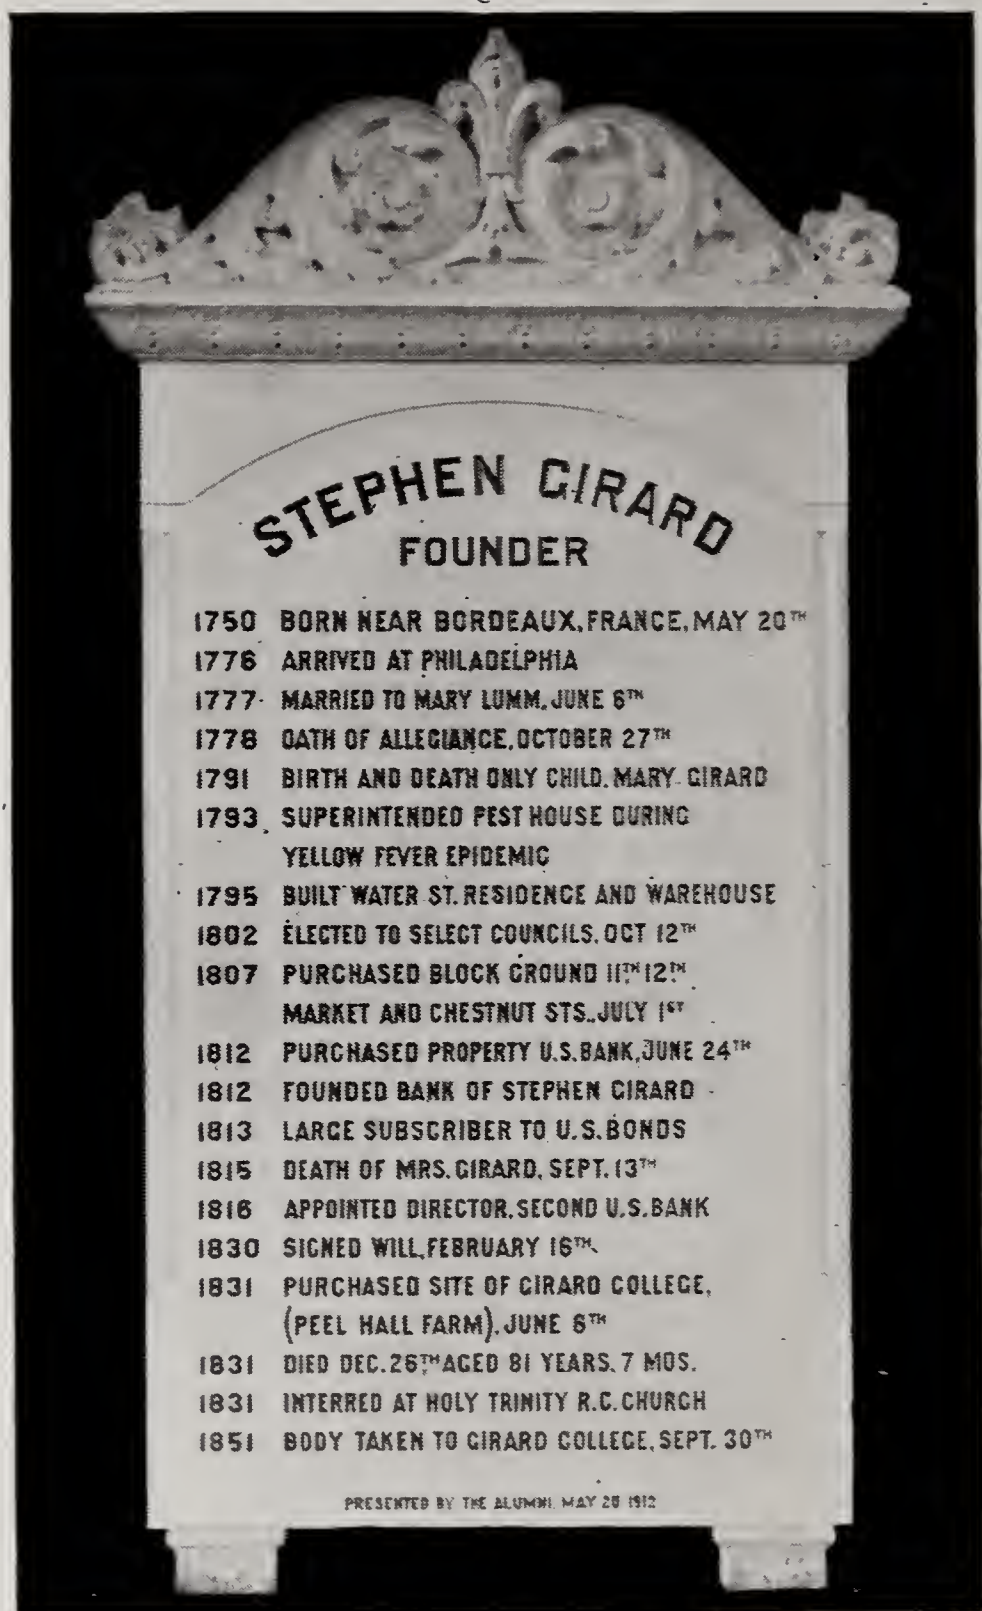 STEPHEN GIRARD
FOUNDER
1750 BORN NEAR BORDEAUX, FRANCE, MAY 20TH
1776 ARRIVED AT PHILADELPHIA
1777 MARRIED TO MARY LUMM, JUNE 6TH
1778 OATH OF ALLEGIANCE, OCTOBER 27TH
1791 BIRTH AND DEATH ONLY CHILD, MARY GIRARD
1793 SUPERINTENDED PEST HOUSE DURING
YELLOW FEVER EPIDEMIC
1795 BUILT WATER ST. RESIDENCE AND WAREHOUSE
1802 ELECTED TO SELECT COUNCILS, OCT 12TH
1807 PURCHASED BLOCK GROUND 11TH 12TH
MARKET AND CHESTNUT STS., JULY 1ST
1812 PURCHASED PROPERTY U.S. BANK, JUNE 24TH
1812 FOUNDED BANK OF STEPHEN GIRARD
1813 LARGE SUBSCRIBER TO U.S. BONDS
1815 DEATH OF MRS. GIRARD, SEPT. 13TH
1816 APPOINTED DIRECTOR, SECOND U.S. BANK
1830 SIGNED WILL, FEBRUARY 16TH
1831 PURCHASED SITE OF GIRARD COLLEGE,
(PEEL HALL FARM), JUNE 6TH
1831 DIED DEC. 26TH AGED 81 YEARS, 7 MOS.
1831 INTERRED AT HOLY TRINITY R.C. CHURCH
1851 BODY TAKEN TO GIRARD COLLEGE, SEPT. 30TH
PRESENTED BY THE ALUMNI, MAY 20 1912